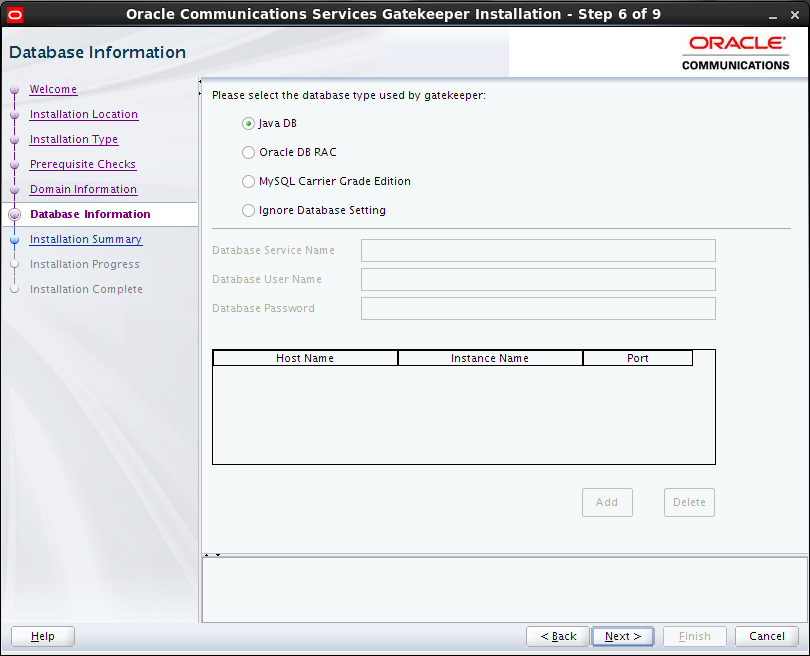 Oracle Communications Services Gatekeeper Installation - Step 6 of 9
Database Information
ORACLE
COMMUNICATIONS
Welcome
Installation Location
Installation Type
Prerequisite Checks
Domain Information
Database Information
Installation Summary
Installation Progress
Installation Complete
Please select the database type used by gatekeeper:
Java DB
Oracle DB RAC
MySQL Carrier Grade Edition
Ignore Database Setting
Database Service Name
Database User Name
Database Password
Host Name Instance Name Port
Add Delete
Help < Back Next > Finish Cancel